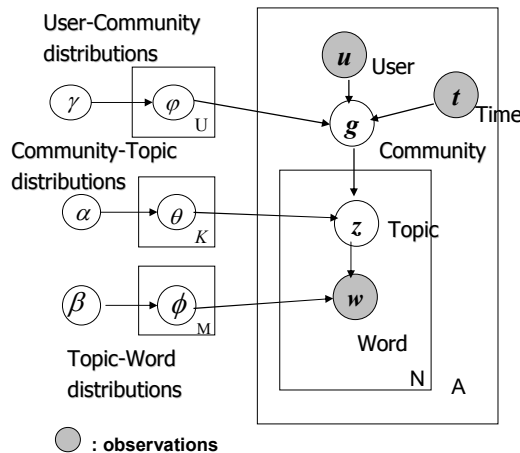 User-Community
distributions
γ
φ
U
u
User
t
Time
g
Community
Community-Topic
distributions
α
θ
K
z
Topic
β
ϕ
M
w
Word
Topic-Word
distributions
N
A
: observations